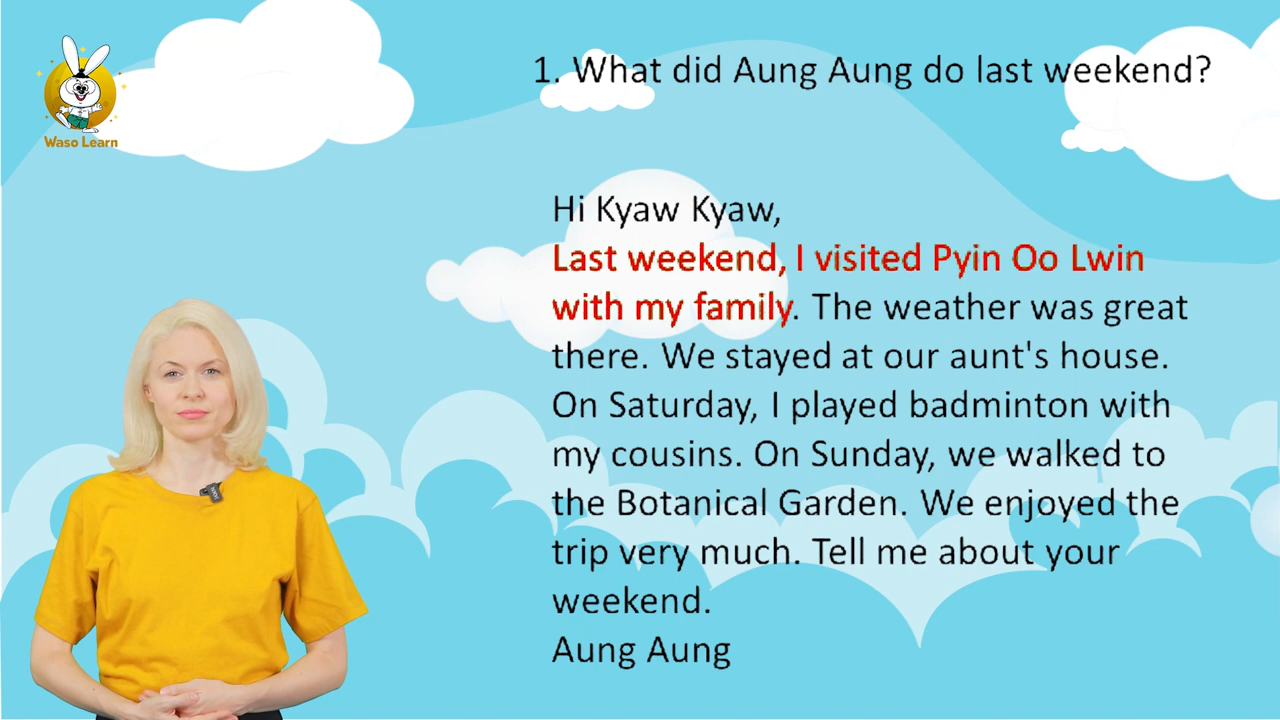 Waso Learn
1. What did Aung Aung do last weekend?
Hi Kyaw Kyaw,
Last weekend, I visited Pyin Oo Lwin
with my family. The weather was great
there. We stayed at our aunt's house.
On Saturday, I played badminton with
my cousins. On Sunday, we walked to
the Botanical Garden. We enjoyed the
trip very much. Tell me about your
weekend.
Aung Aung